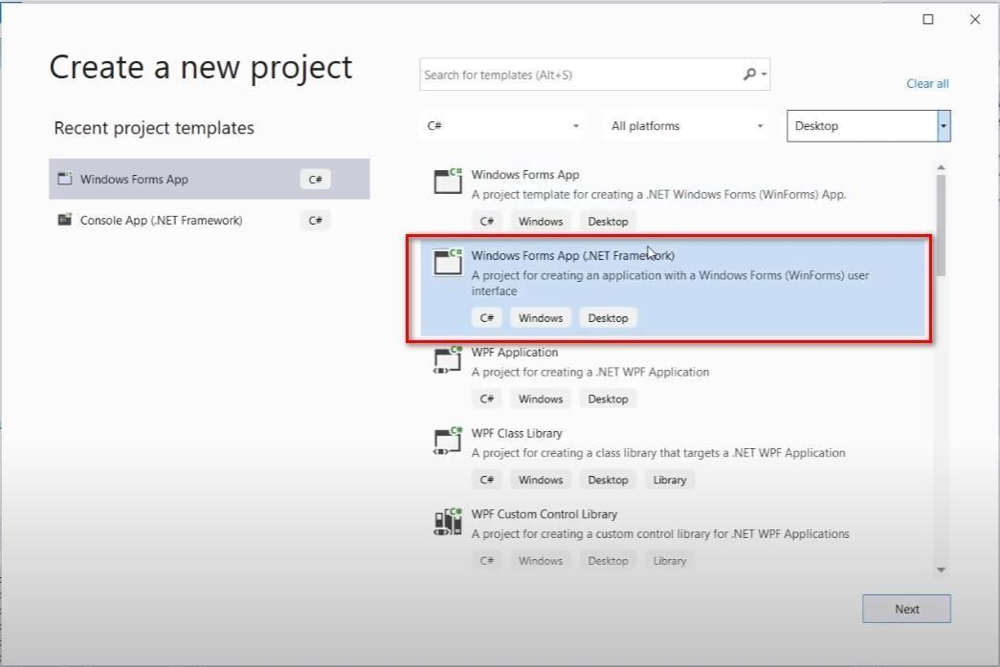 Create a new project
Search for templates (Alt+S)
Clear all
Recent project templates
C#
All platforms
Desktop
Windows Forms App
C#
Console App (.NET Framework)
C#
C#
Windows Forms App
A project template for creating a .NET Windows Forms (WinForms) App.
C# Windows Desktop
C#
Windows Forms App (.NET Framework)
A project for creating an application with a Windows Forms (WinForms) user
interface
C# Windows Desktop
C#
WPF Application
A project for creating a .NET WPF Application
C# Windows Desktop
C#
WPF Class Library
A project for creating a class library that targets a .NET WPF Application
C# Windows Desktop Library
C#
WPF Custom Control Library
A project for creating a custom control library for .NET WPF Applications
C# Windows Desktop Library
Next